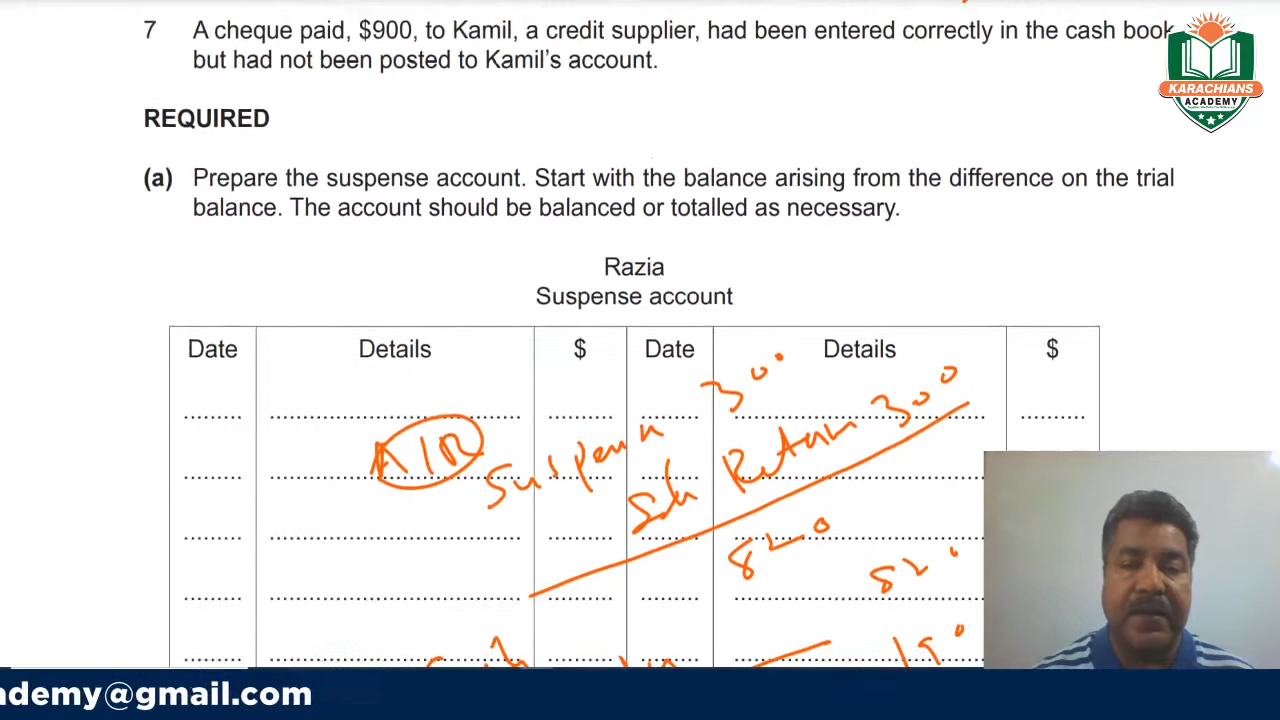 7 A cheque paid, $900, to Kamil, a credit supplier, had been entered correctly in the cash book
but had not been posted to Kamil's account.
KARACHIANS
ACADEMY
REQUIRED
(a) Prepare the suspense account. Start with the balance arising from the difference on the trial
balance. The account should be balanced or totalled as necessary.
Razia
Suspense account
Date Details $ Date Details $
300
A/R
Return 300
820
820
190
ademy@gmail.com